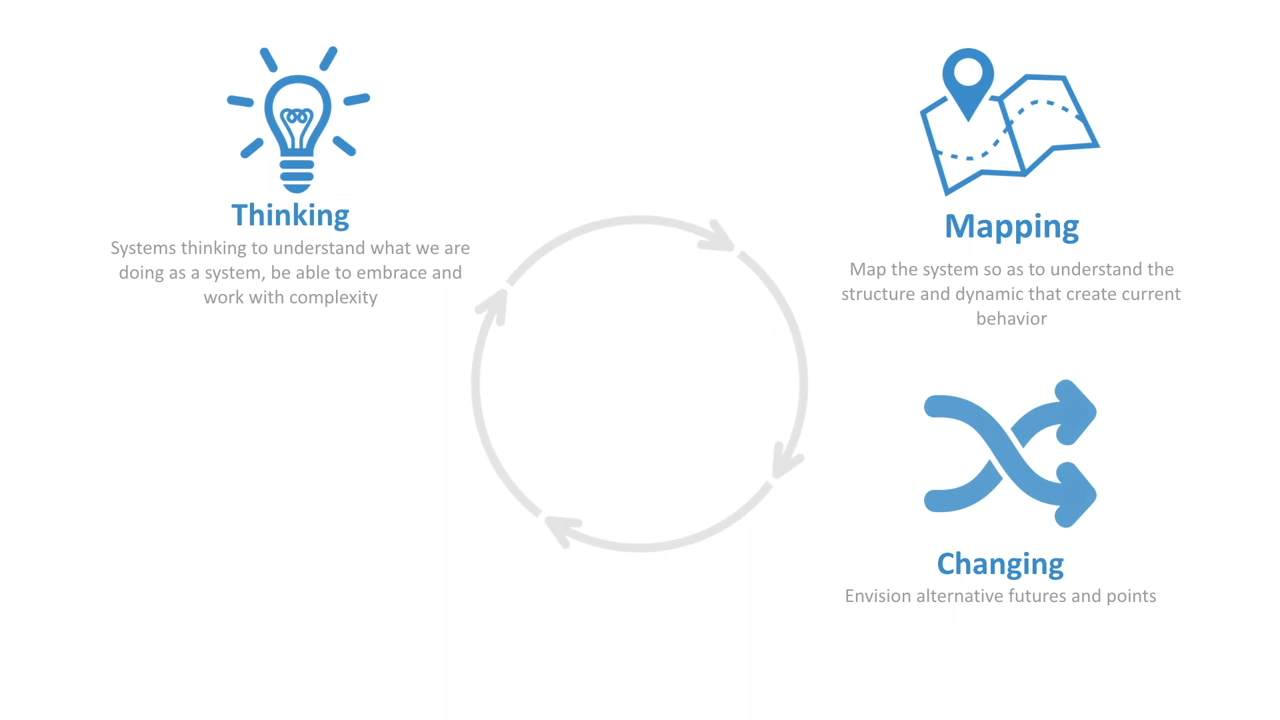 Thinking
Systems thinking to understand what we are
doing as a system, be able to embrace and
work with complexity
Mapping
Map the system so as to understand the
structure and dynamic that create current
behavior
Changing
Envision alternative futures and points